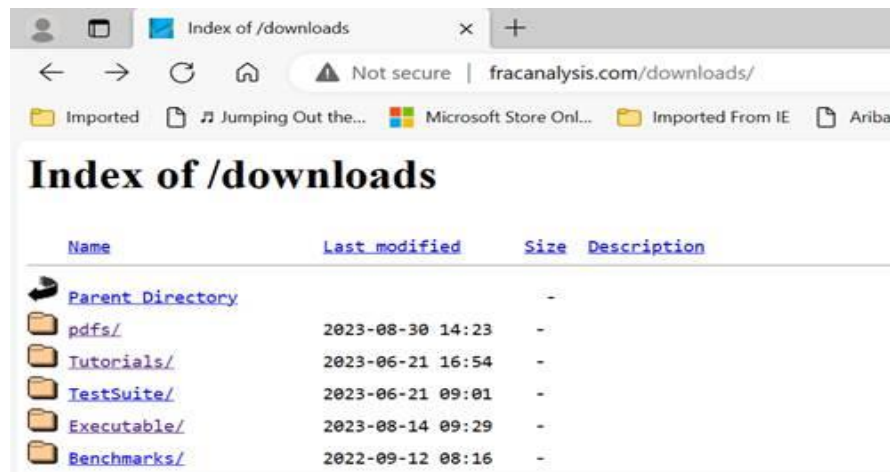 Index of /downloads
Not secure | fracanalysis.com/downloads/
Imported ♫ Jumping Out the... Microsoft Store Onl... Imported From IE Ariba
Index of /downloads
Name Last modified Size Description
Parent Directory -
pdfs/ 2023-08-30 14:23 -
Tutorials/ 2023-06-21 16:54 -
TestSuite/ 2023-06-21 09:01 -
Executable/ 2023-08-14 09:29 -
Benchmarks/ 2022-09-12 08:16 -